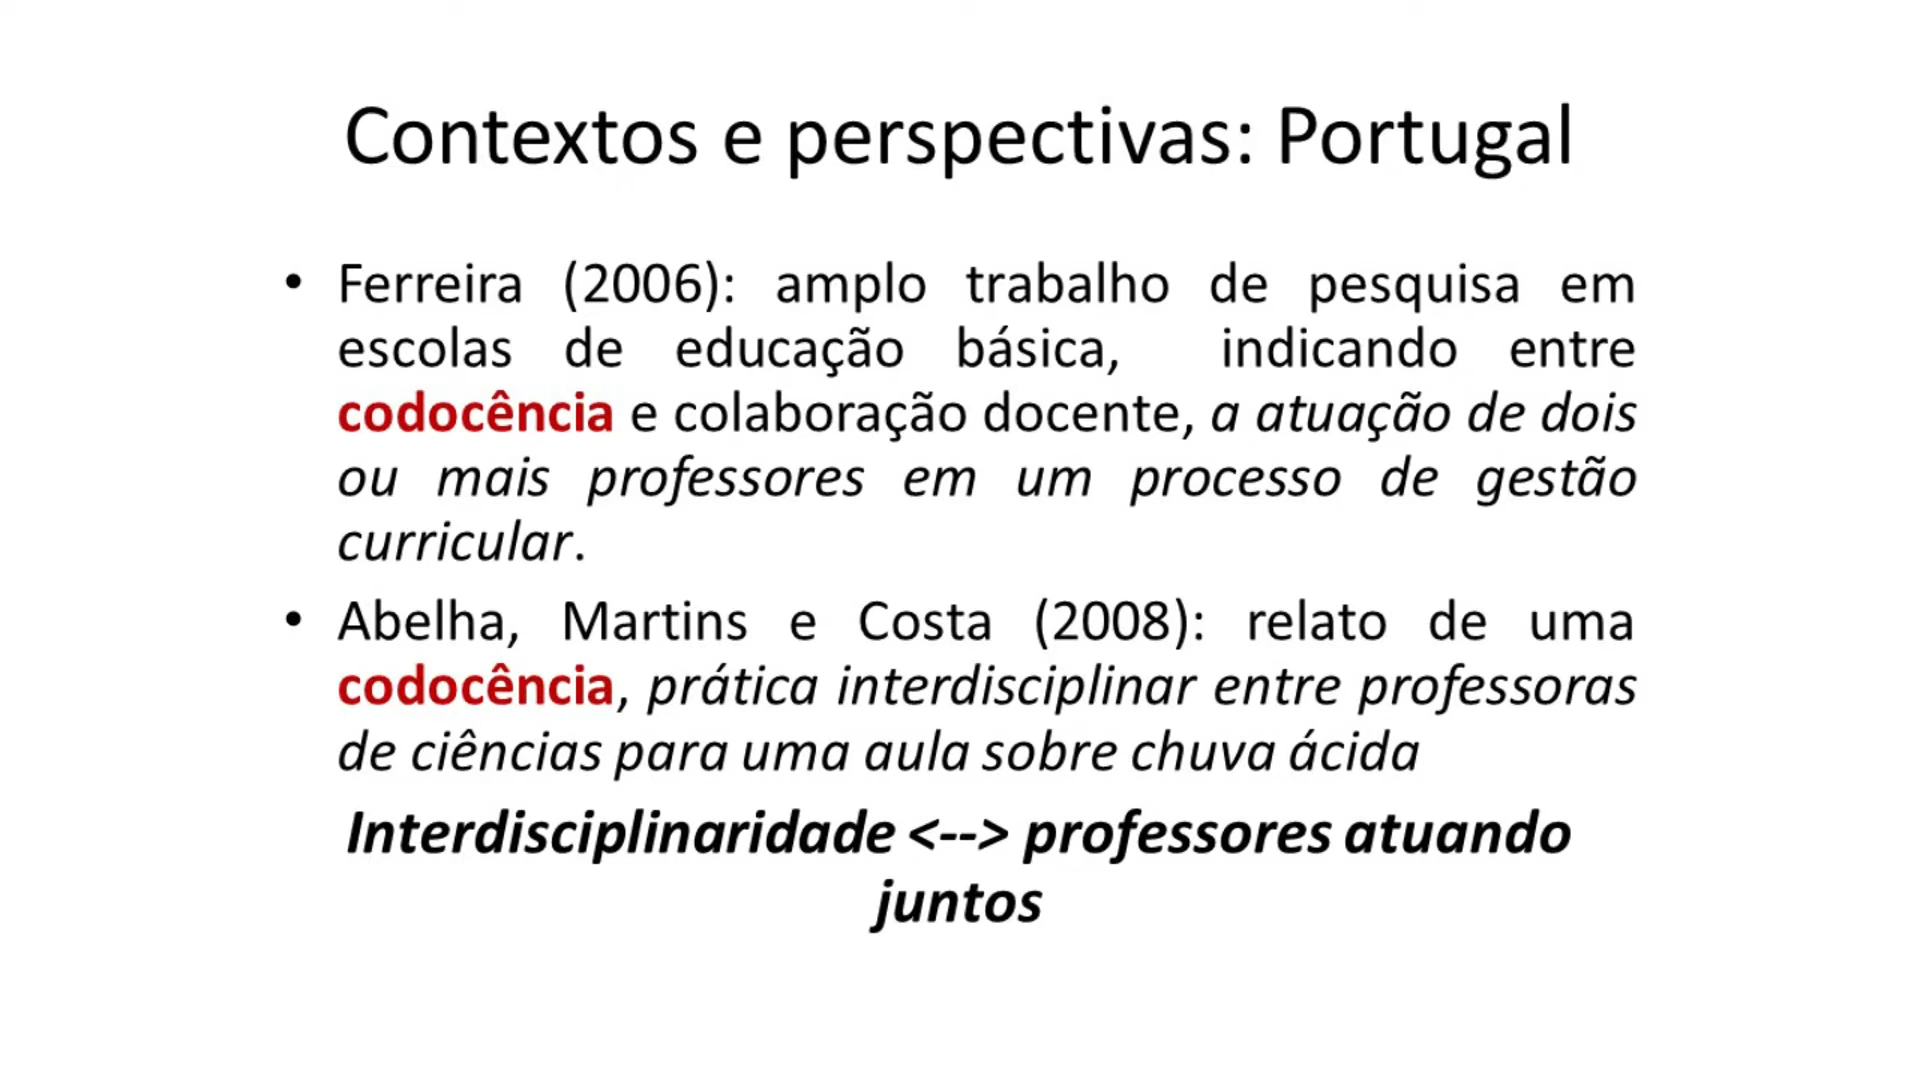 Contextos e perspectivas: Portugal
• Ferreira (2006): amplo trabalho de pesquisa em
escolas de educação básica, indicando entre
codocência e colaboração docente, a atuação de dois
ou mais professores em um processo de gestão
curricular.
• Abelha, Martins e Costa (2008): relato de uma
codocência, prática interdisciplinar entre professoras
de ciências para uma aula sobre chuva ácida
Interdisciplinaridade <--> professores atuando
juntos